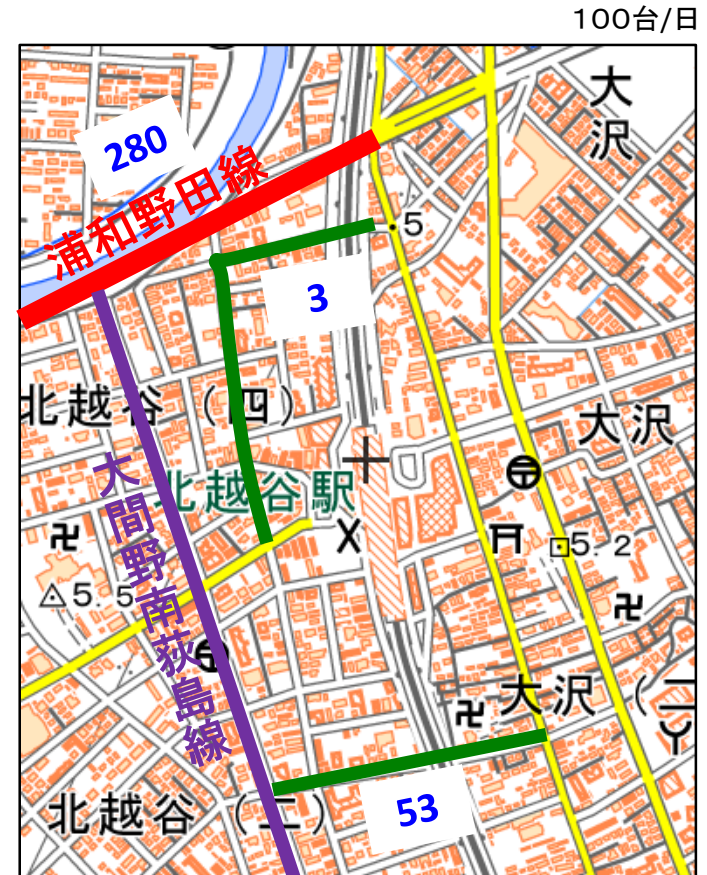 100台/日
大沢
280
浦和野田線
5
3
北越谷(四)
大沢
大間野南荻島線
北越谷駅
5.2
5.5
大沢(二)
53
北越谷(二)